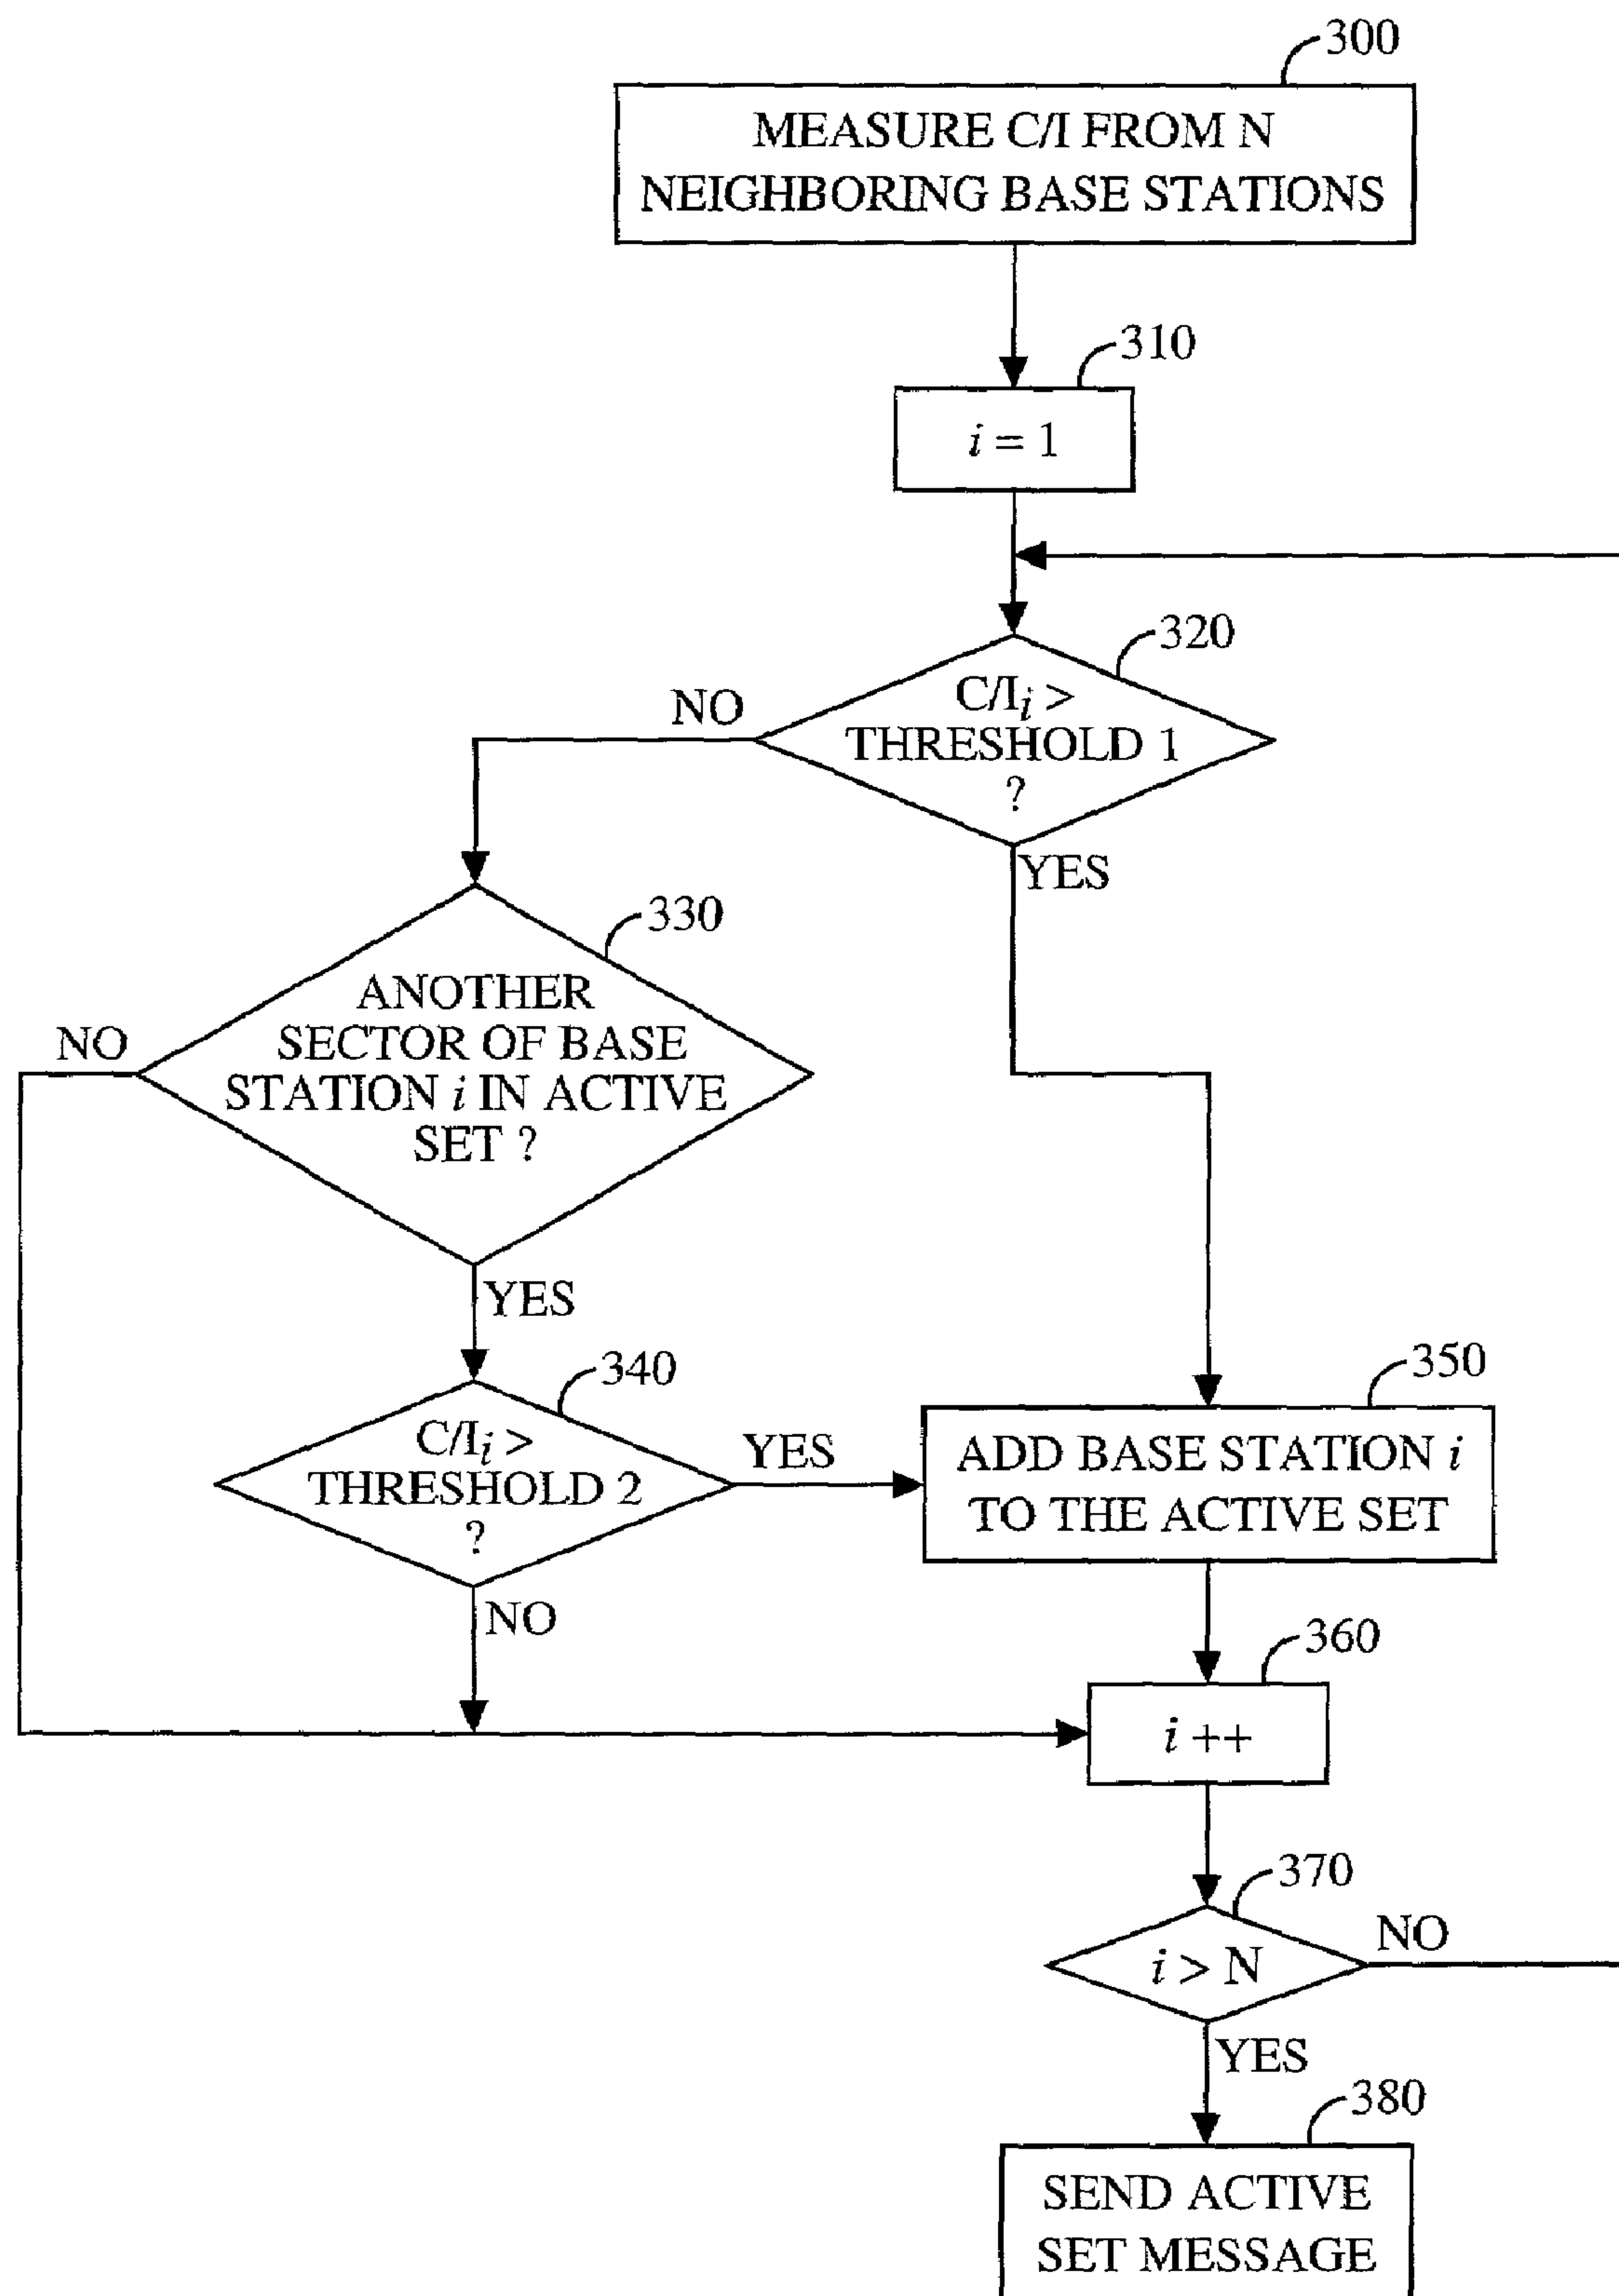 300
MEASURE C/I FROM N
NEIGHBORING BASE STATIONS
310
i = 1
320
C/Ii >
THRESHOLD 1
?
NO
YES
330
ANOTHER
SECTOR OF BASE
STATION i IN ACTIVE
SET ?
NO
YES
340
C/Ii >
THRESHOLD 2
?
YES
NO
350
ADD BASE STATION i
TO THE ACTIVE SET
360
i ++
370
i > N
NO
YES
380
SEND ACTIVE
SET MESSAGE